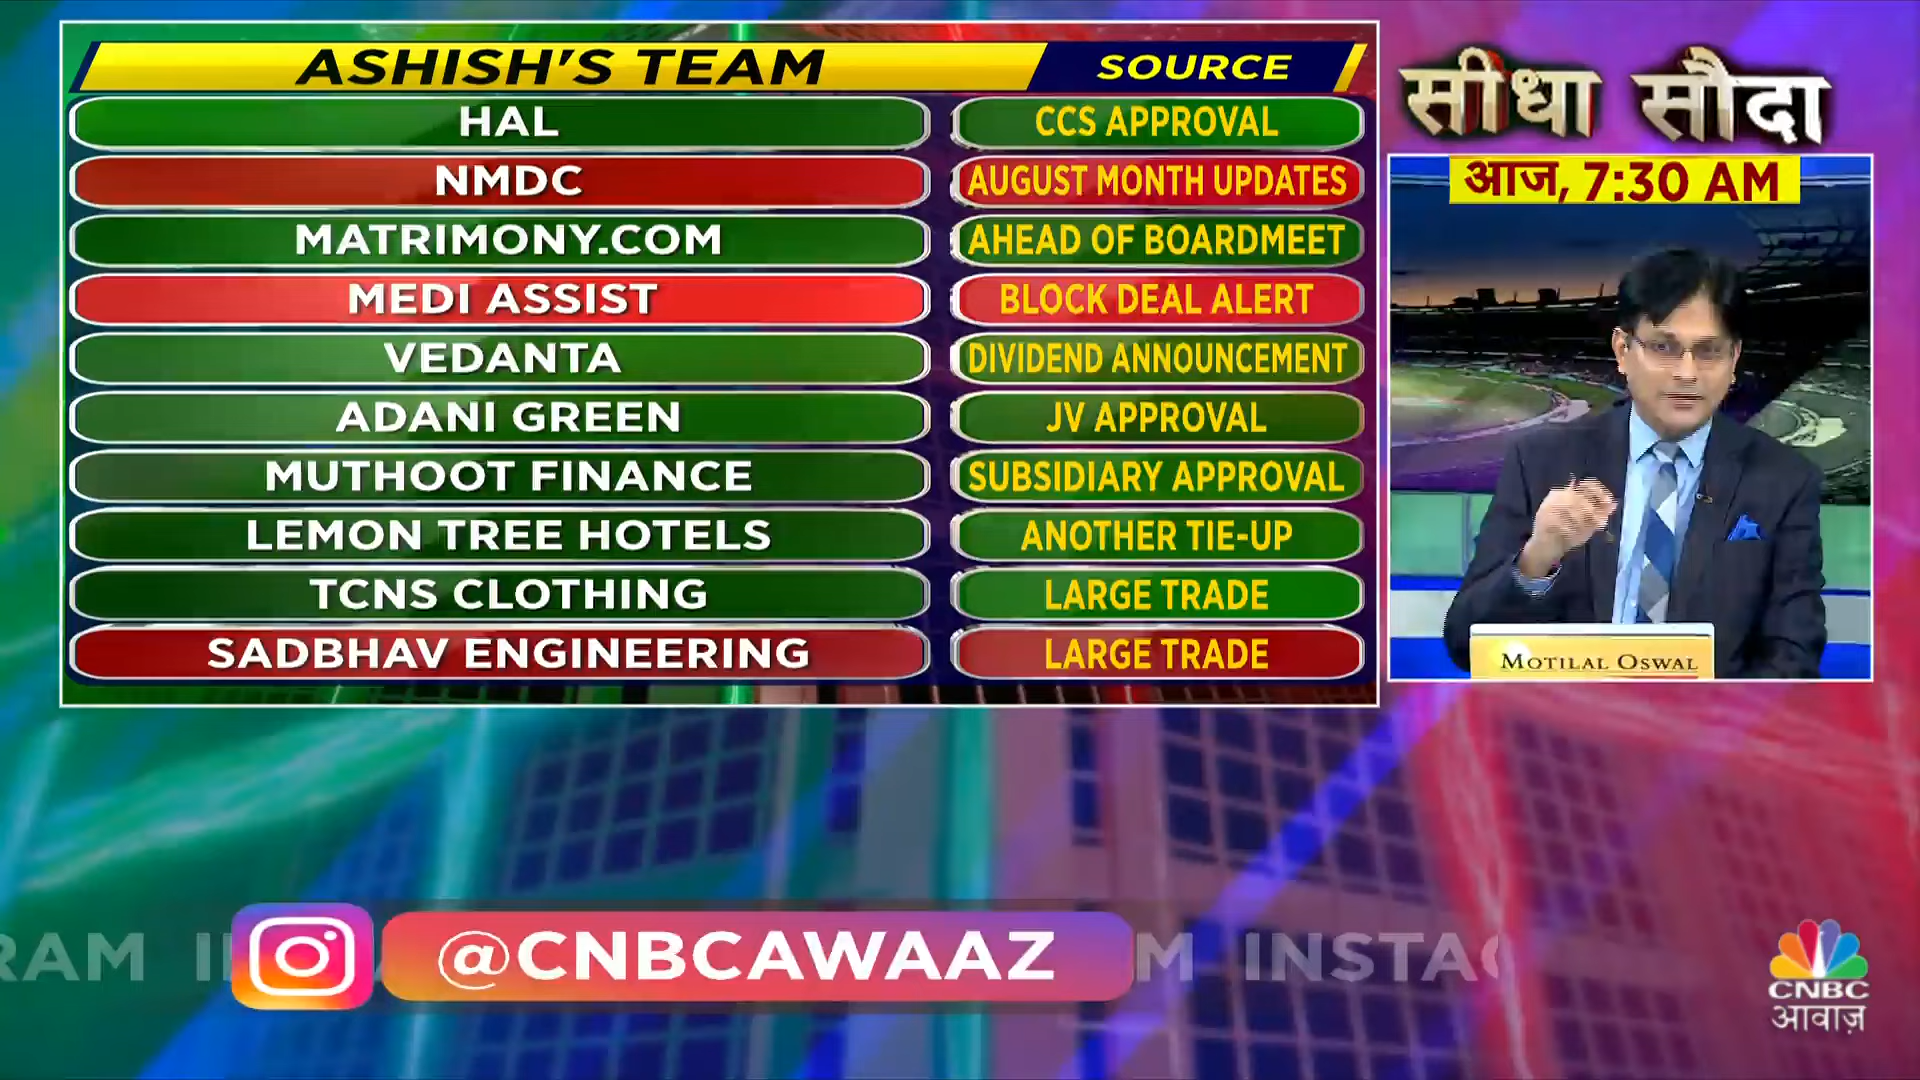 ASHISH'S TEAM SOURCE
HAL CCS APPROVAL
NMDC AUGUST MONTH UPDATES
MATRIMONY.COM AHEAD OF BOARDMEET
MEDI ASSIST BLOCK DEAL ALERT
VEDANTA DIVIDEND ANNOUNCEMENT
ADANI GREEN JV APPROVAL
MUTHOOT FINANCE SUBSIDIARY APPROVAL
LEMON TREE HOTELS ANOTHER TIE-UP
TCNS CLOTHING LARGE TRADE
SADBHAV ENGINEERING LARGE TRADE
सीधा सौदा
आज, 7:30 AM
MOTILAL OSWAL
@CNBCAWAAZ
CNBC
आवाज़